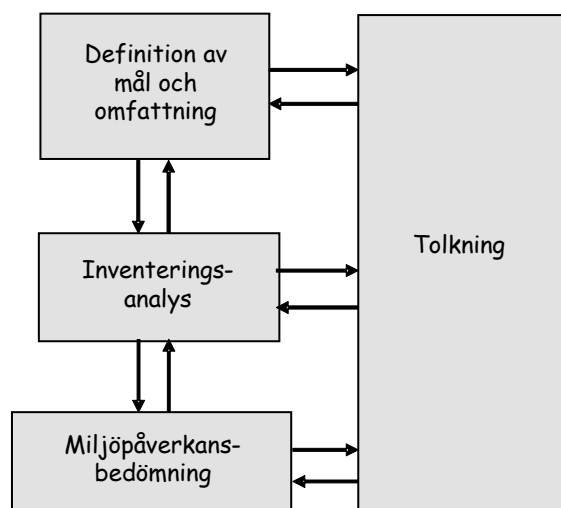 Definition av
mål och
omfattning
Inventerings-
analys
Miljöpåverkans-
bedömning
Tolkning